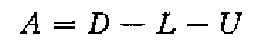 A = D − L − U